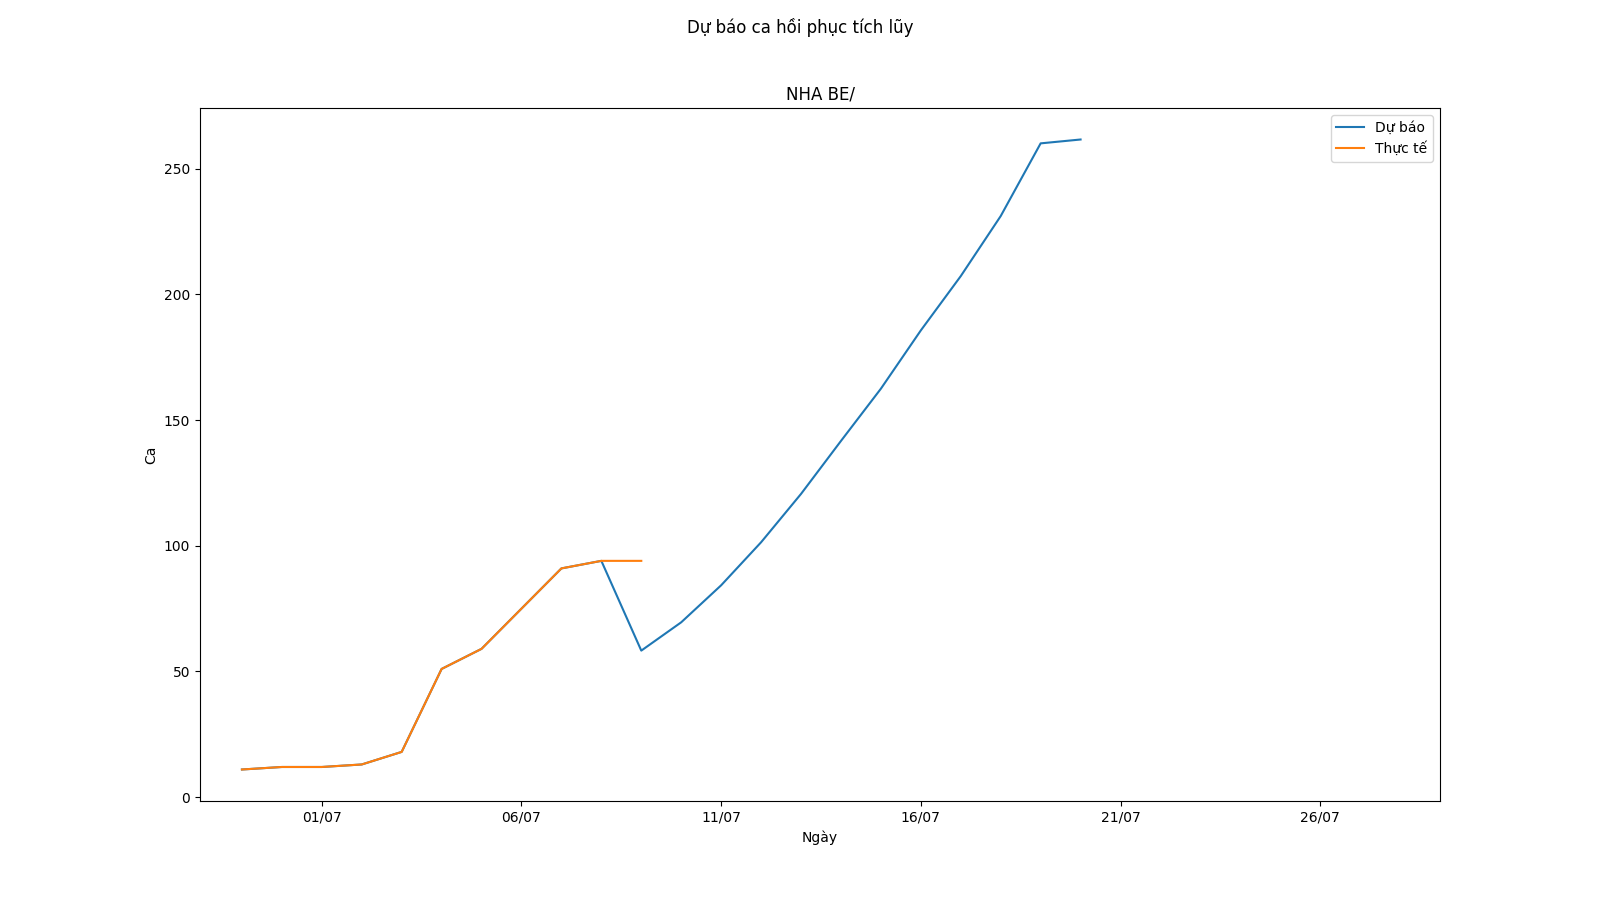 Dự báo ca hồi phục tích lũy
NHA BE/
Dự báo
Thực tế
250
200
150
100
50
0
Ca
01/07 06/07 11/07 16/07 21/07 26/07
Ngày